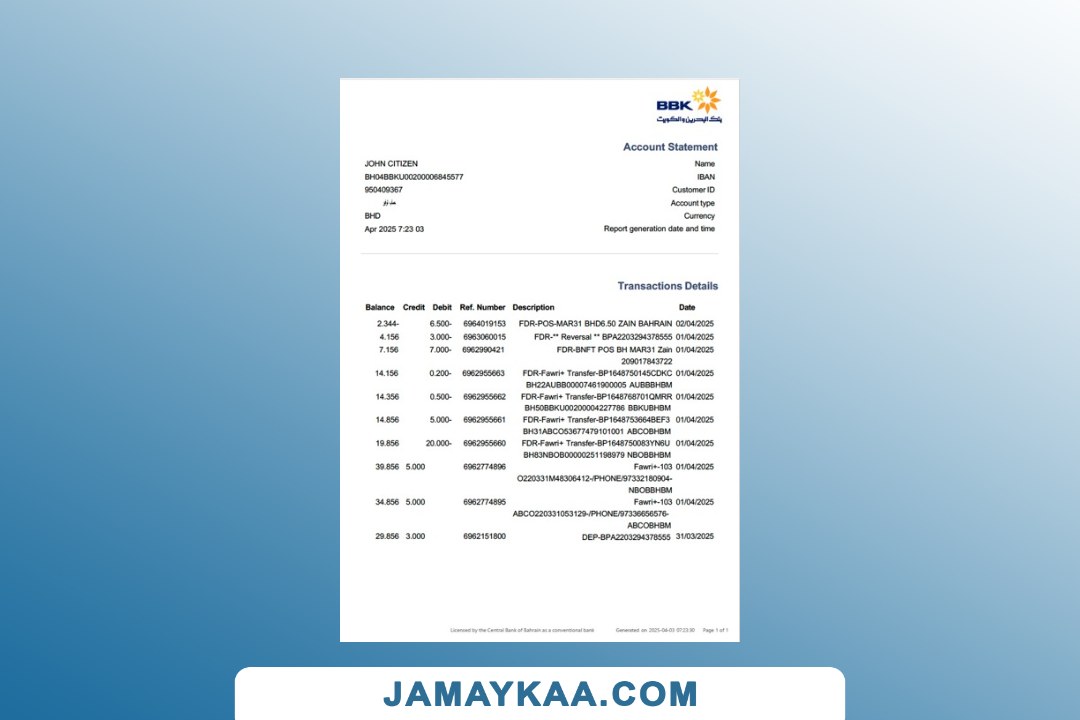 BBK
بنك البحرين والكويت
Account Statement
JOHN CITIZEN Name
BH04BBKU00200006845577 IBAN
950409367 Customer ID
Account type
BHD Currency
Apr 2025 7:23 03 Report generation date and time
Transactions Details
Balance Credit Debit Ref. Number Description Date
2.344- 6.500- 6964019153 FDR-POS-MAR31 BHD6.50 ZAIN BAHRAIN 02/04/2025
4.156 3.000- 6963060015 FDR-** Reversal ** BPA2203294378555 01/04/2025
7.156 7.000- 6962990421 FDR-BNFT POS BH MAR31 Zain 01/04/2025
209017843722
14.156 0.200- 6962955663 FDR-Fawri+ Transfer-BP1648750145CDKC 01/04/2025
BH22AUBB00007461900005 AUBBBHBM
14.356 0.500- 6962955662 FDR-Fawri+ Transfer-BP1648768701QMRR 01/04/2025
BH50BBKU00200004227786 BBKUBHBM
14.856 5.000- 6962955661 FDR-Fawri+ Transfer-BP1648753664BEF3 01/04/2025
BH31ABCO53677479101001 ABCOBHBM
19.856 20.000- 6962955660 FDR-Fawri+ Transfer-BP1648750083YN6U 01/04/2025
BH83NBOB00000251198979 NBOBBHBM
39.856 5.000 6962774896 Fawri+-103 01/04/2025
O220331M48306412-/PHONE/97332180904-
NBOBBHBM
34.856 5.000 6962774895 Fawri+-103 01/04/2025
ABCO220331053129-/PHONE/97336656576-
ABCOBHBM
29.856 3.000 6962151800 DEP-BPA2203294378555 31/03/2025
Licensed by the Central Bank of Bahrain as a conventional bank Generated on 2025-04-03 07:23:30 Page 1 of 1
JAMAYKAA.COM